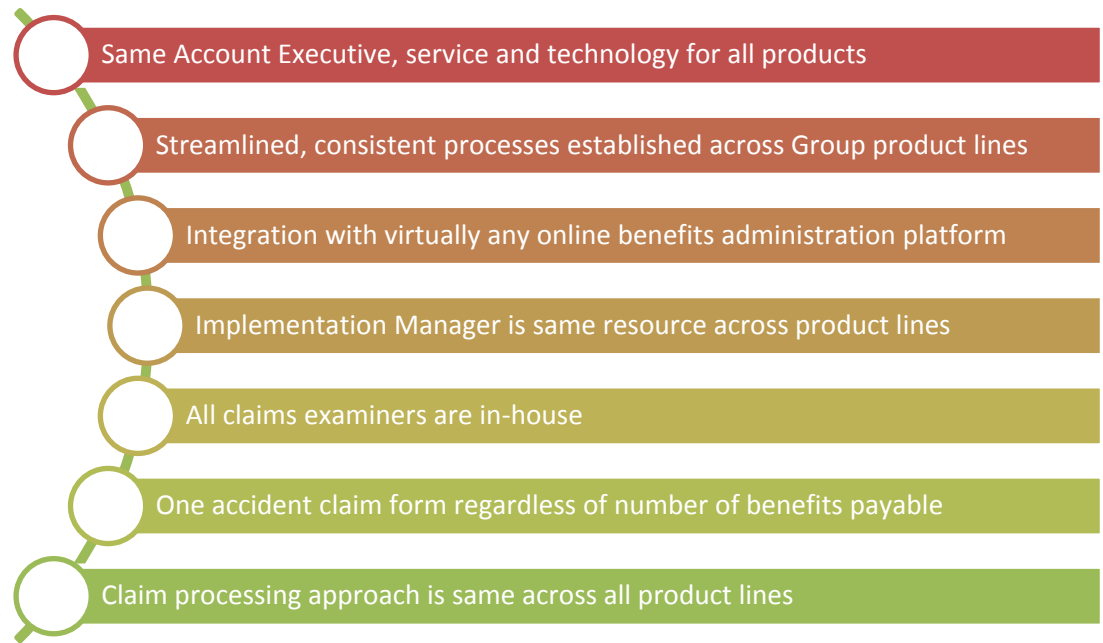 Same Account Executive, service and technology for all products
Streamlined, consistent processes established across Group product lines
Integration with virtually any online benefits administration platform
Implementation Manager is same resource across product lines
All claims examiners are in-house
One accident claim form regardless of number of benefits payable
Claim processing approach is same across all product lines